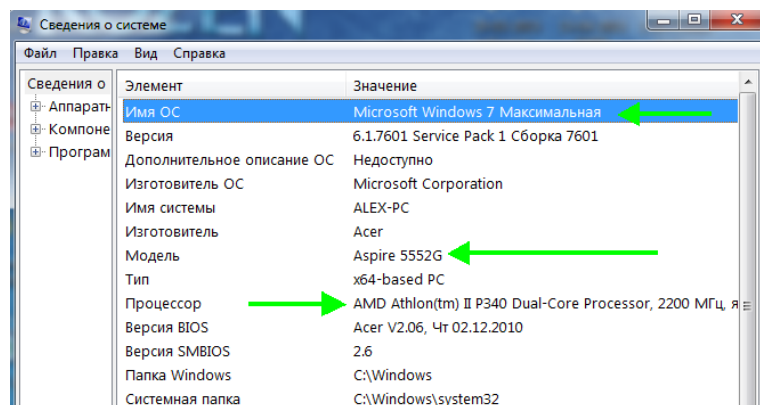 Сведения о системе
Файл Правка Вид Справка
Сведения о
Аппаратн
Компоне
Програм
Элемент Значение
Имя ОС Microsoft Windows 7 Максимальная
Версия 6.1.7601 Service Pack 1 Сборка 7601
Дополнительное описание ОС Недоступно
Изготовитель ОС Microsoft Corporation
Имя системы ALEX-PC
Изготовитель Acer
Модель Aspire 5552G
Тип x64-based PC
Процессор AMD Athlon(tm) II P340 Dual-Core Processor, 2200 МГц, я
Версия BIOS Acer V2.06, Чт 02.12.2010
Версия SMBIOS 2.6
Папка Windows C:\Windows
Системная папка C:\Windows\system32